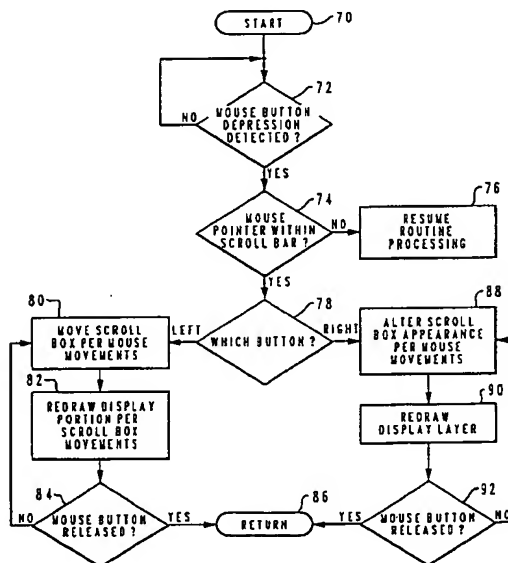 START
70
72
MOUSE BUTTON
DEPRESSION
DETECTED ?
NO
YES
74
MOUSE
POINTER WITHIN
SCROLL BAR ?
NO
76
RESUME
ROUTINE
PROCESSING
YES
78
WHICH BUTTON ?
LEFT
RIGHT
80
MOVE SCROLL
BOX PER MOUSE
MOVEMENTS
88
ALTER SCROLL
BOX APPEARANCE
PER MOUSE
MOVEMENTS
82
REDRAW DISPLAY
PORTION PER
SCROLL BOX
MOVEMENTS
90
REDRAW
DISPLAY LAYER
84
MOUSE BUTTON
RELEASED ?
NO
YES
86
RETURN
92
MOUSE BUTTON
RELEASED ?
YES
NO